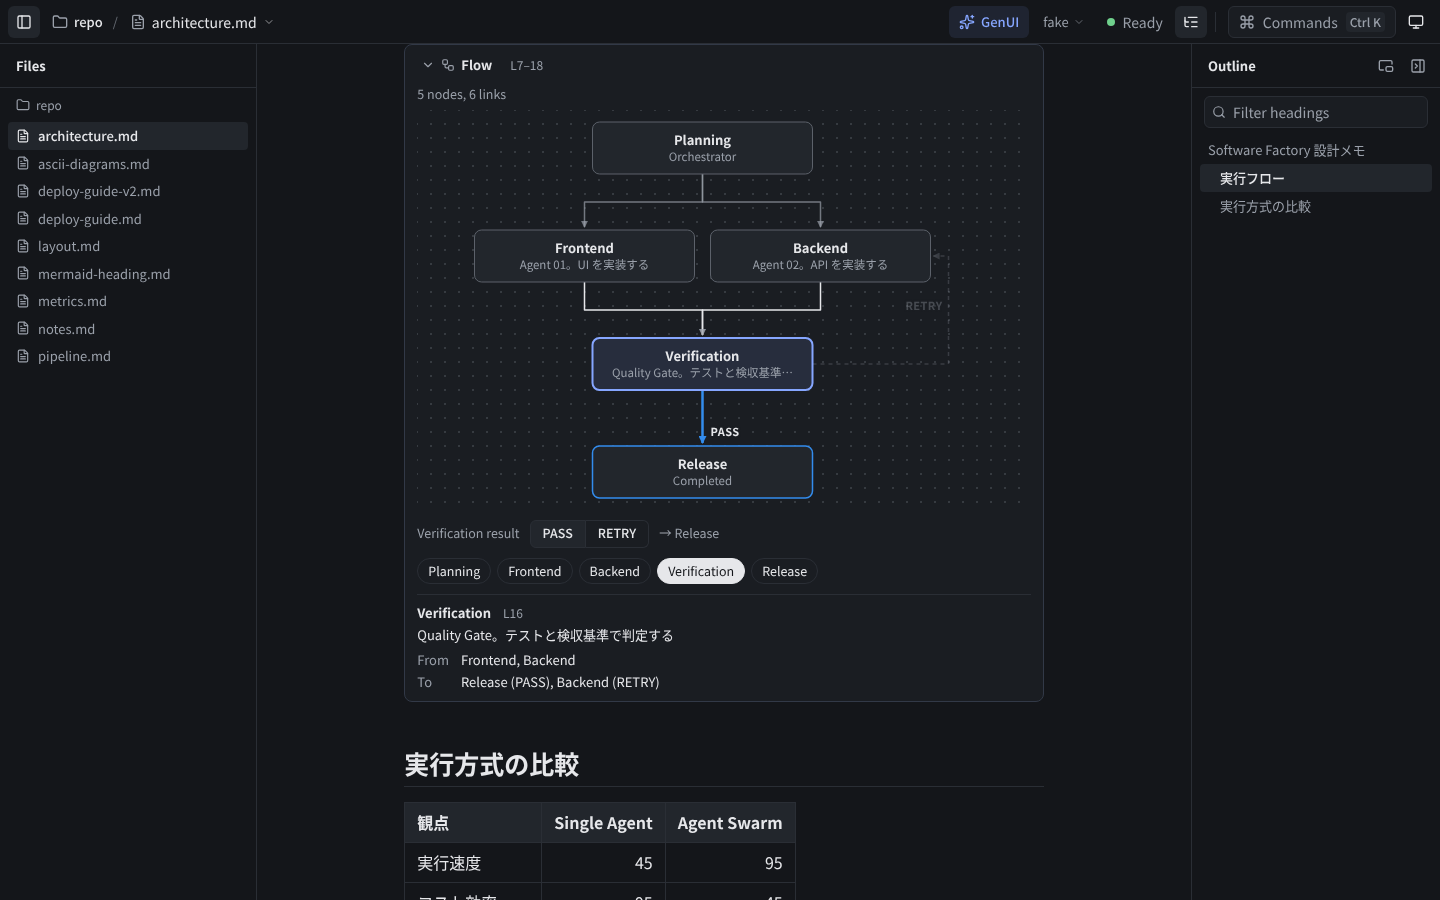 repo / architecture.md
GenUI
fake
Ready
Commands Ctrl K
Files
repo
architecture.md
ascii-diagrams.md
deploy-guide-v2.md
deploy-guide.md
layout.md
mermaid-heading.md
metrics.md
notes.md
pipeline.md
Flow L7–18
5 nodes, 6 links
Planning
Orchestrator
Frontend
Agent 01。UI を実装する
Backend
Agent 02。API を実装する
RETRY
Verification
Quality Gate。テストと検収基準…
PASS
Release
Completed
Verification result PASS RETRY → Release
Planning Frontend Backend Verification Release
Verification L16
Quality Gate。テストと検収基準で判定する
From Frontend, Backend
To Release (PASS), Backend (RETRY)
実行方式の比較
観点 Single Agent Agent Swarm
実行速度 45 95
Outline
Filter headings
Software Factory 設計メモ
実行フロー
実行方式の比較